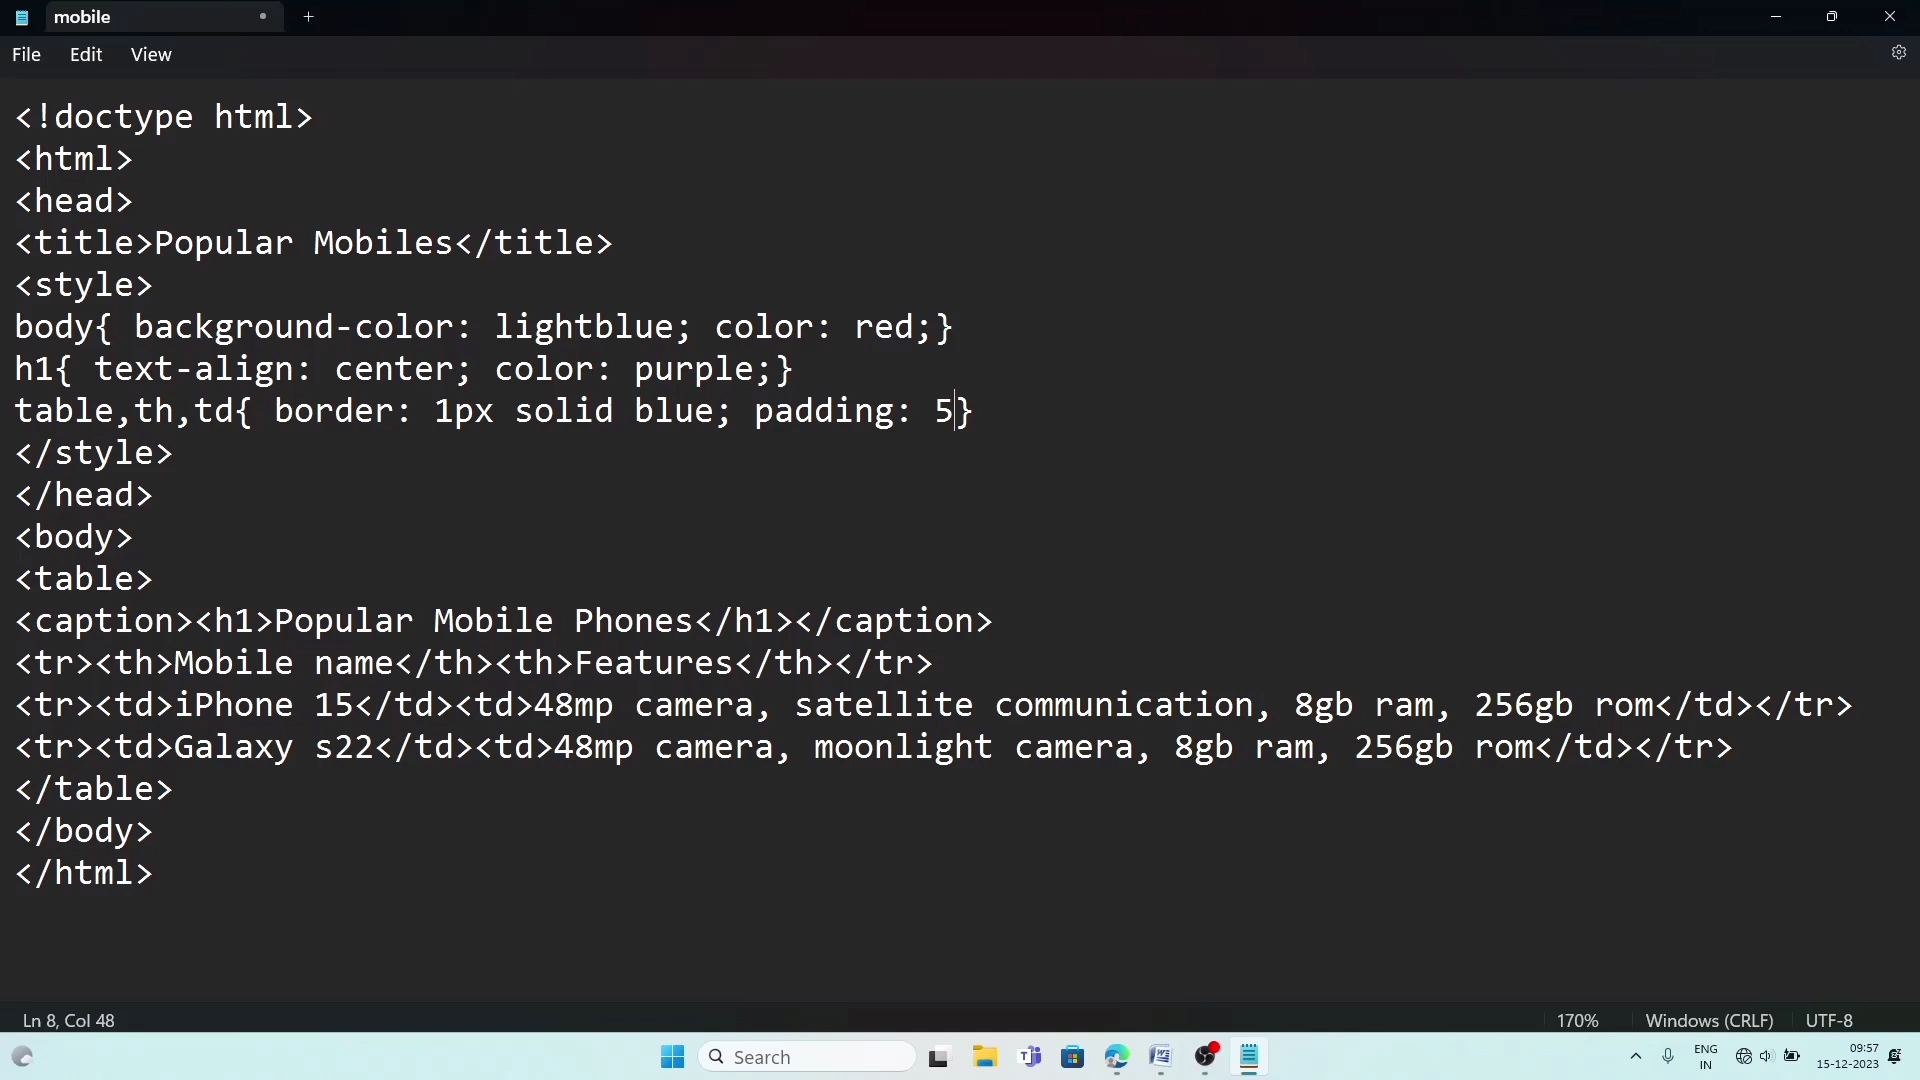 mobile
File Edit View
<!doctype html>
<html>
<head>
<title>Popular Mobiles</title>
<style>
body{ background-color: lightblue; color: red;}
h1{ text-align: center; color: purple;}
table,th,td{ border: 1px solid blue; padding: 5}
</style>
</head>
<body>
<table>
<caption><h1>Popular Mobile Phones</h1></caption>
<tr><th>Mobile name</th><th>Features</th></tr>
<tr><td>iPhone 15</td><td>48mp camera, satellite communication, 8gb ram, 256gb rom</td></tr>
<tr><td>Galaxy s22</td><td>48mp camera, moonlight camera, 8gb ram, 256gb rom</td></tr>
</table>
</body>
</html>
Ln 8, Col 48 170% Windows (CRLF) UTF-8
Search
ENG
IN
09:57
15-12-2023